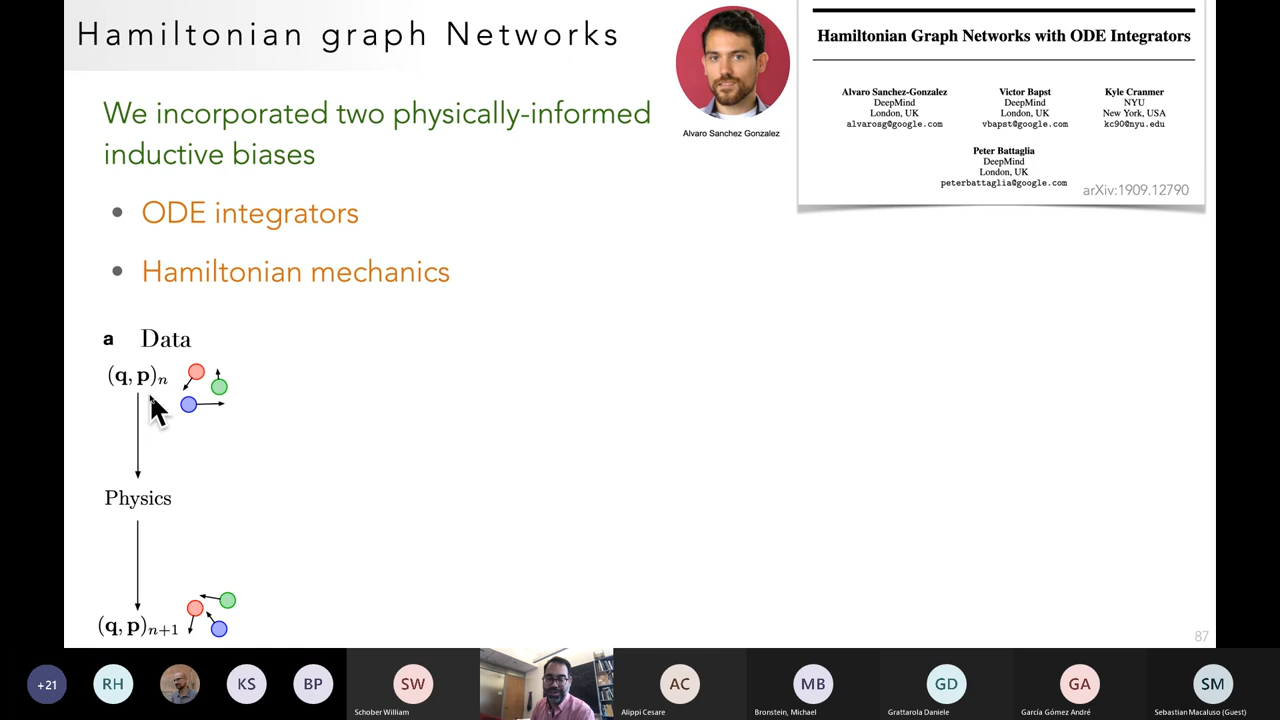 Hamiltonian graph Networks
We incorporated two physically-informed
inductive biases
• ODE integrators
• Hamiltonian mechanics
a Data
(q, p)n
Physics
(q, p)n+1
Alvaro Sanchez Gonzalez
Hamiltonian Graph Networks with ODE Integrators
Alvaro Sanchez-Gonzalez
DeepMind
London, UK
alvarosg@google.com
Victor Bapst
DeepMind
London, UK
vbapst@google.com
Kyle Cranmer
NYU
New York, USA
kc90@nyu.edu
Peter Battaglia
DeepMind
London, UK
peterbattaglia@google.com
arXiv:1909.12790
87
+21
RH
KS
BP
SW
Schober William
AC
Alippi Cesare
MB
Bronstein, Michael
GD
Grattarola Daniele
GA
García Gómez André
SM
Sebastian Macaluso (Guest)